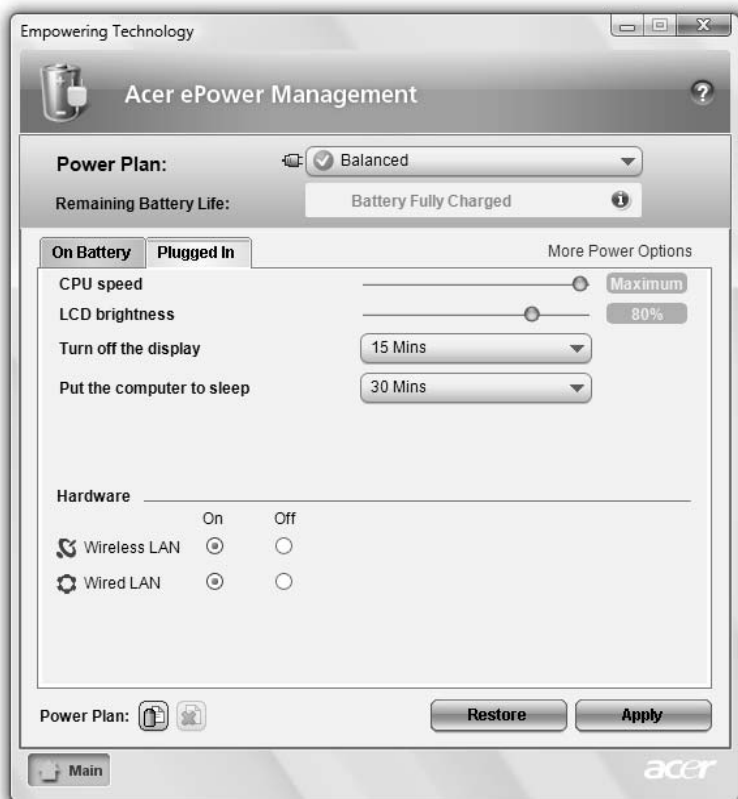 Empowering Technology
Acer ePower Management
Power Plan: Balanced
Remaining Battery Life: Battery Fully Charged
On Battery Plugged In More Power Options
CPU speed Maximum
LCD brightness 80%
Turn off the display 15 Mins
Put the computer to sleep 30 Mins
Hardware
On Off
Wireless LAN
Wired LAN
Power Plan: Restore Apply
Main acer